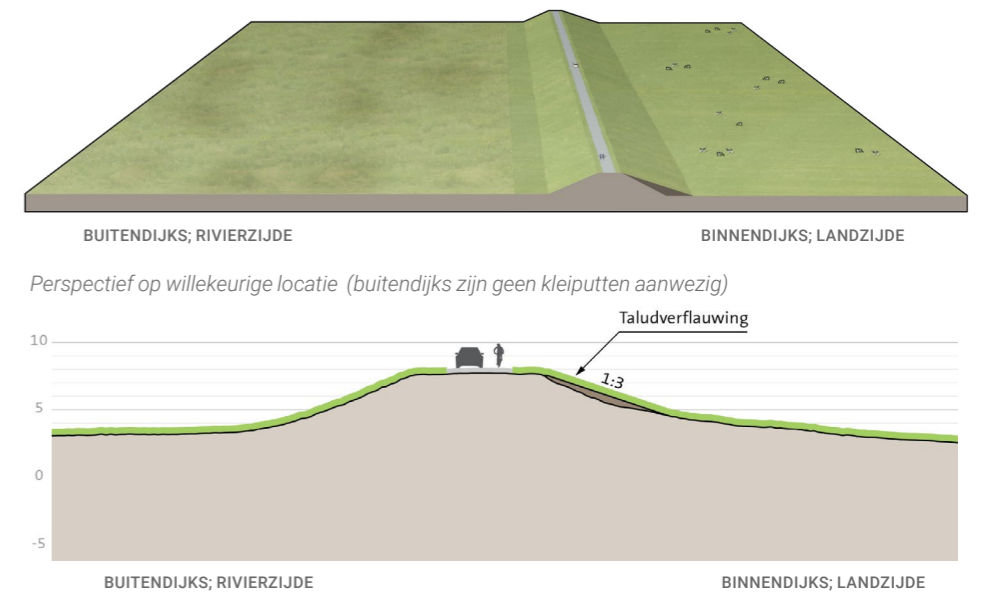 BUITENDIJKS; RIVIERZIJDE
BINNENDIJKS; LANDZIJDE
Perspectief op willekeurige locatie (buitendijks zijn geen kleiputten aanwezig)
Taludverflauwing
10
1:3
5
0
-5
BUITENDIJKS; RIVIERZIJDE
BINNENDIJKS; LANDZIJDE